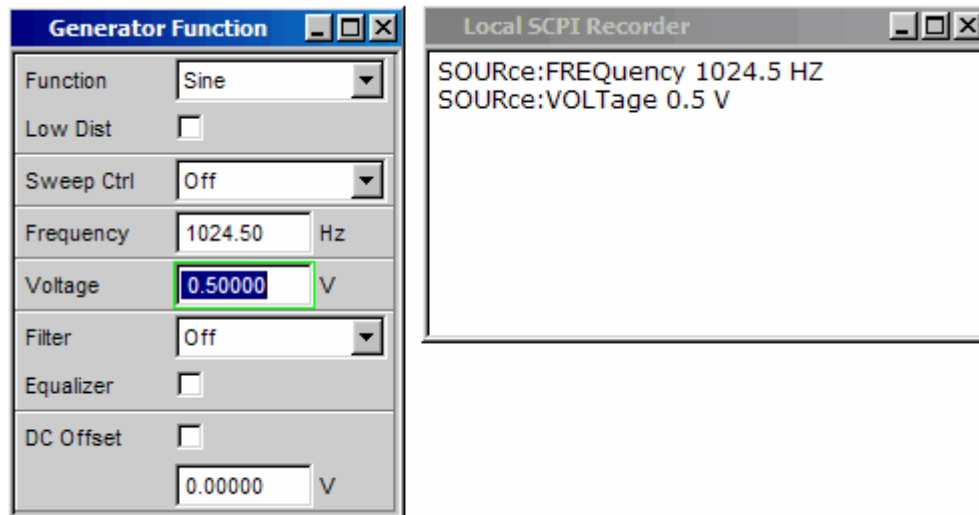 Generator Function
Function Sine
Low Dist
Sweep Ctrl Off
Frequency 1024.50 Hz
Voltage 0.50000 V
Filter Off
Equalizer
DC Offset
0.00000 V
Local SCPI Recorder
SOURce:FREQuency 1024.5 HZ
SOURce:VOLTage 0.5 V